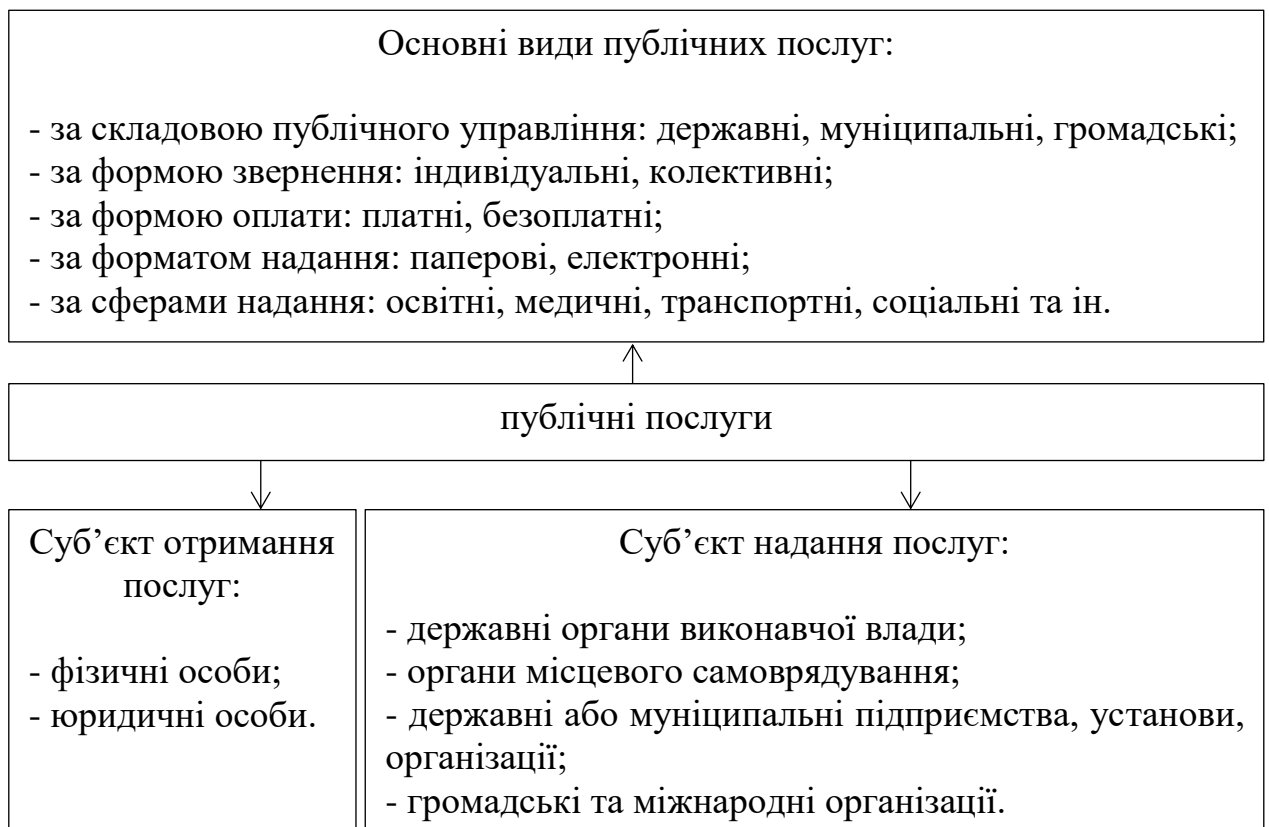 Основні види публічних послуг:
- за складовою публічного управління: державні, муніципальні, громадські;
- за формою звернення: індивідуальні, колективні;
- за формою оплати: платні, безоплатні;
- за форматом надання: паперові, електронні;
- за сферами надання: освітні, медичні, транспортні, соціальні та ін.
публічні послуги
Суб’єкт отримання
послуг:
- фізичні особи;
- юридичні особи.
Суб’єкт надання послуг:
- державні органи виконавчої влади;
- органи місцевого самоврядування;
- державні або муніципальні підприємства, установи,
організації;
- громадські та міжнародні організації.